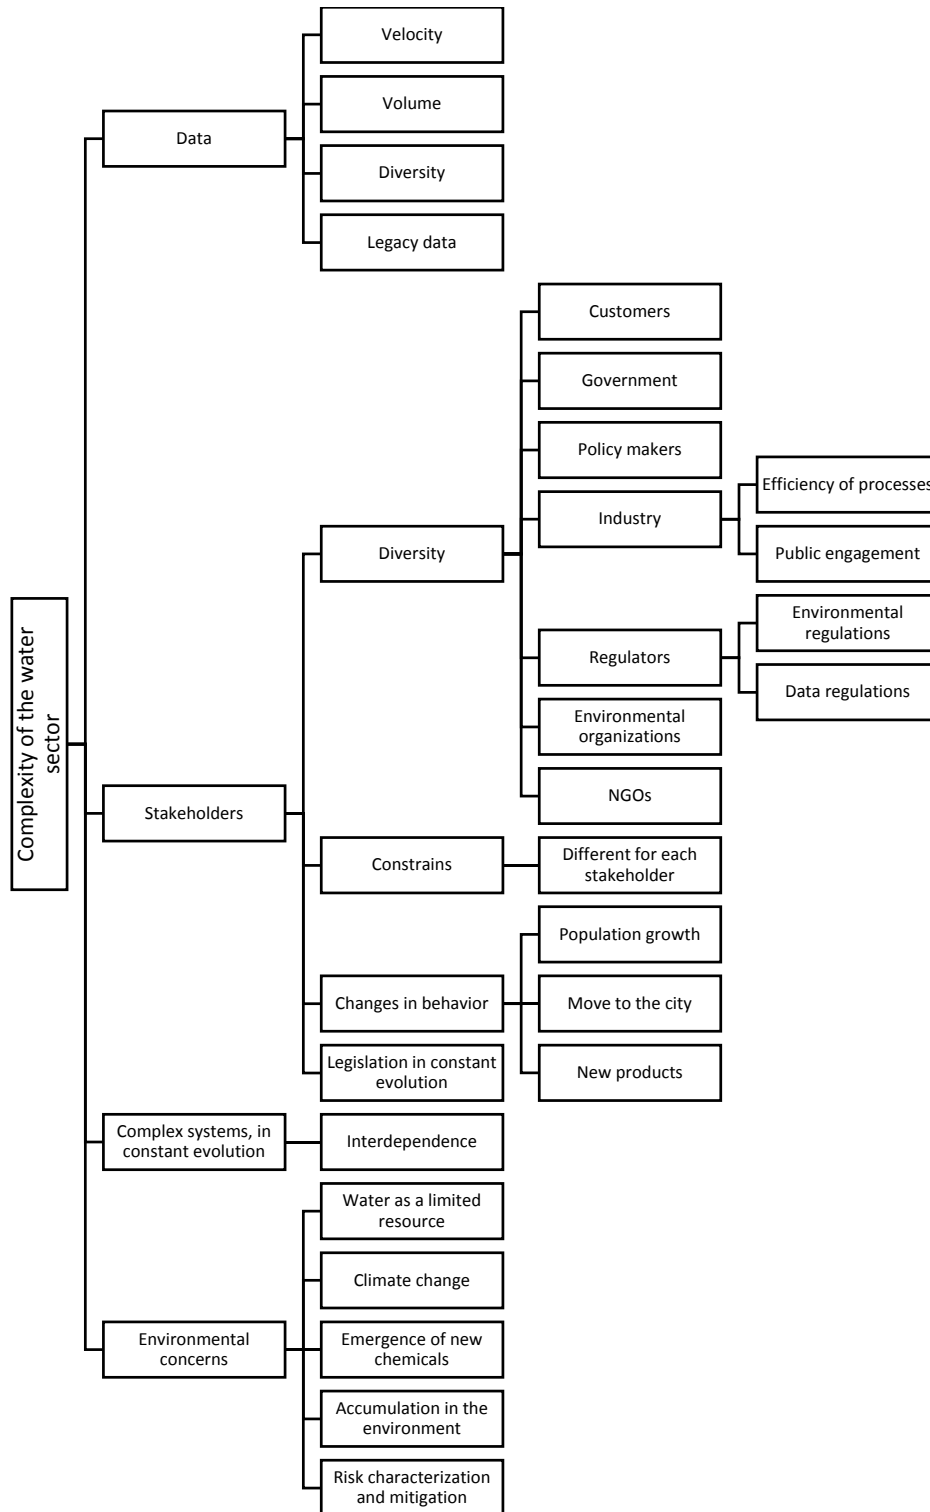 Complexity of the water
sector
Data
Velocity
Volume
Diversity
Legacy data
Stakeholders
Diversity
Customers
Government
Policy makers
Industry
Efficiency of processes
Public engagement
Regulators
Environmental
regulations
Data regulations
Environmental
organizations
NGOs
Constrains
Different for each
stakeholder
Changes in behavior
Population growth
Move to the city
New products
Legislation in constant
evolution
Complex systems, in
constant evolution
Interdependence
Environmental
concerns
Water as a limited
resource
Climate change
Emergence of new
chemicals
Accumulation in the
environment
Risk characterization
and mitigation